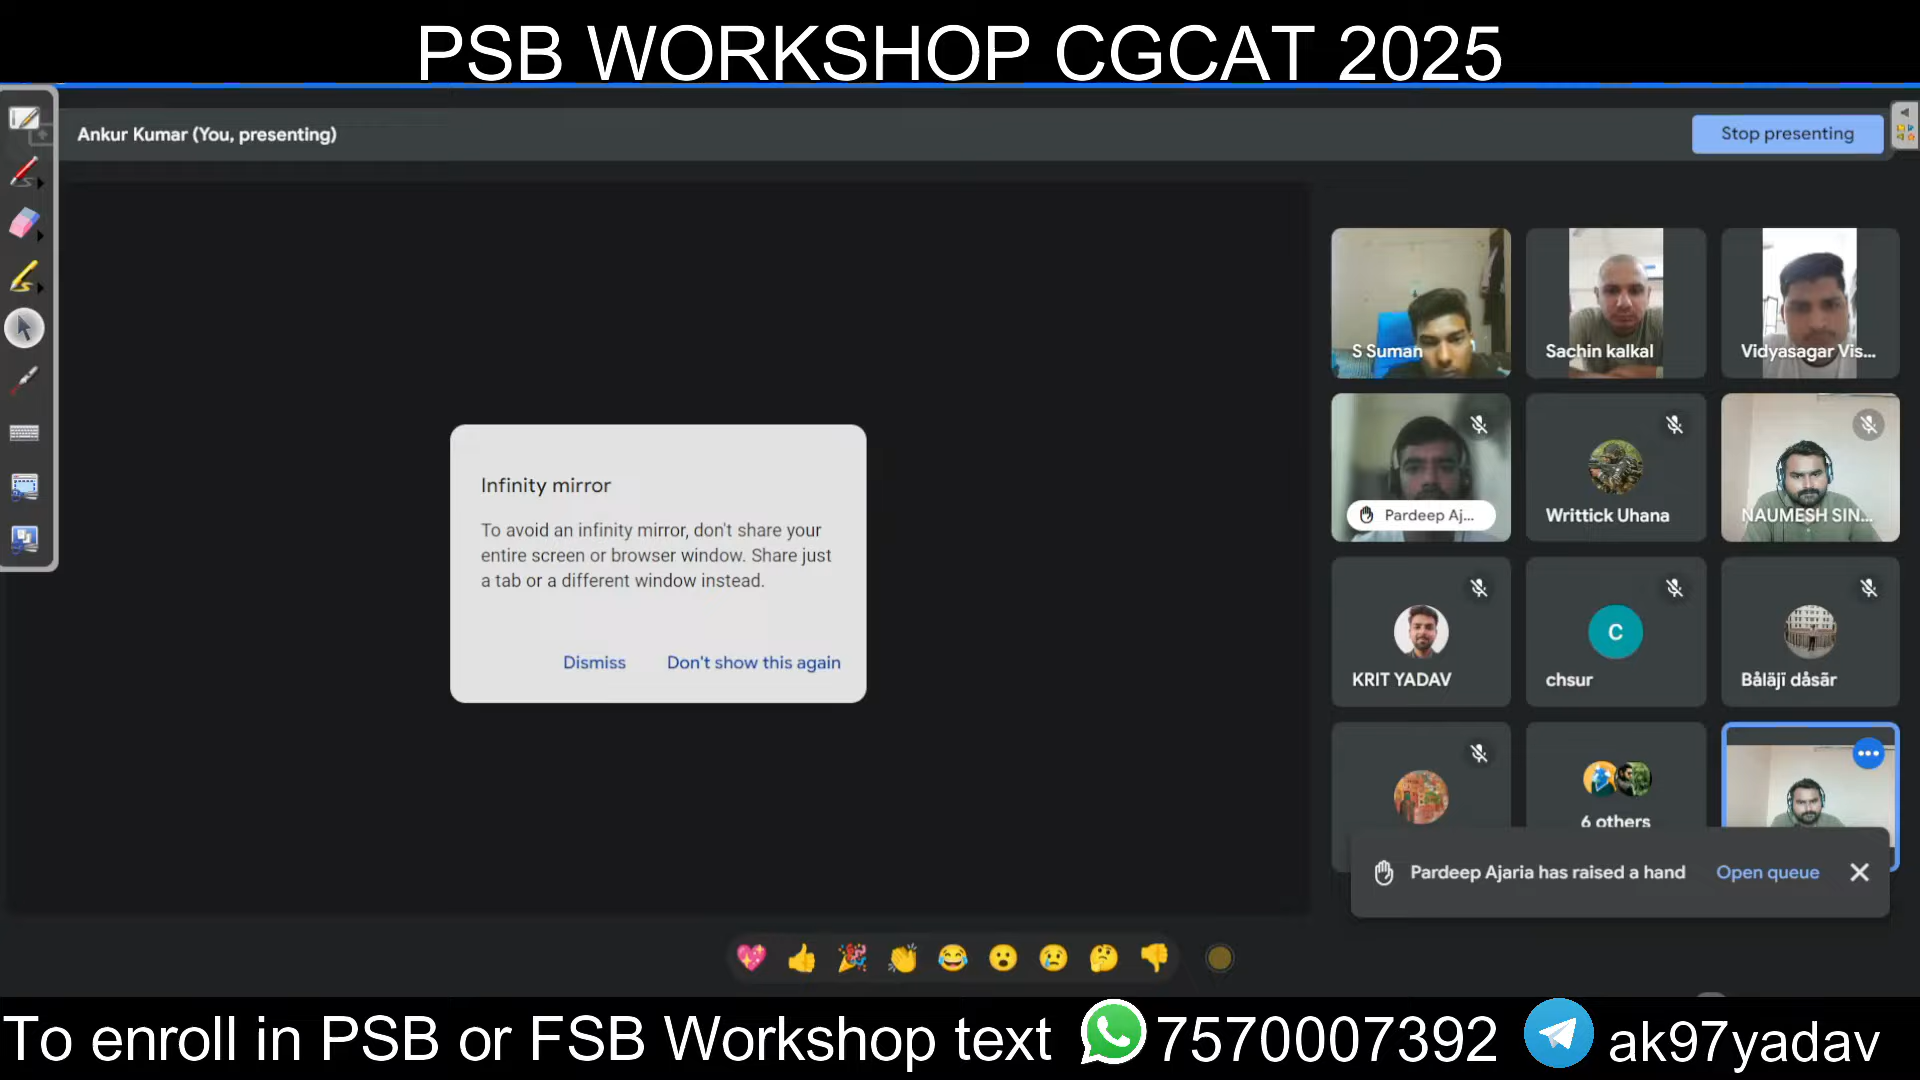 PSB WORKSHOP CGCAT 2025
Ankur Kumar (You, presenting)
Stop presenting
S Suman
Sachin kalkal
Vidyasagar Vis...
Infinity mirror
To avoid an infinity mirror, don't share your
entire screen or browser window. Share just
a tab or a different window instead.
Dismiss
Don't show this again
Pardeep Aj...
Writtick Uhana
NAUMESH SIN...
KRIT YADAV
C
chsur
Båläjī dåsãr
6 others
Pardeep Ajaria has raised a hand
Open queue
To enroll in PSB or FSB Workshop text 7570007392 ak97yadav